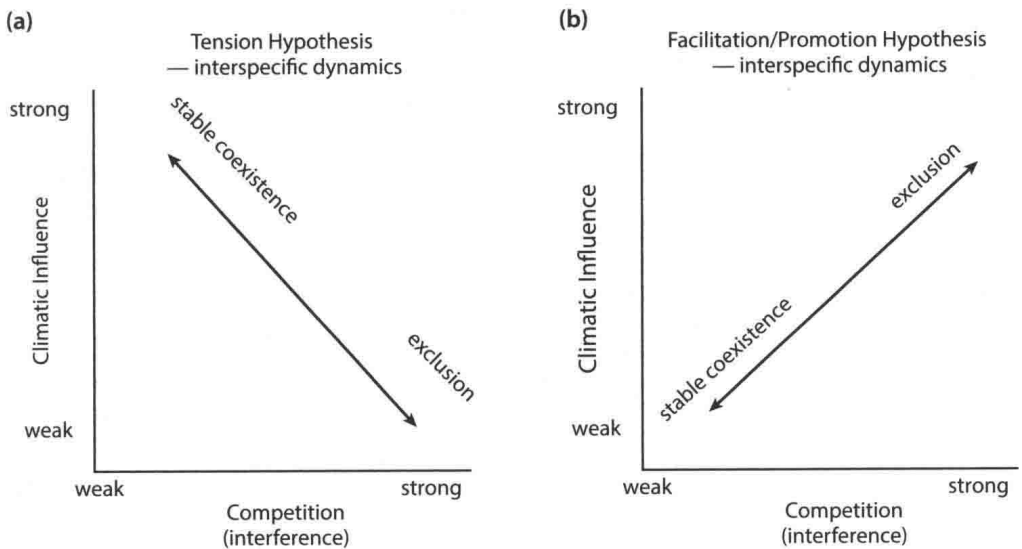 (a)
Tension Hypothesis
— interspecific dynamics
strong
weak
Climatic Influence
stable coexistence
exclusion
weak
strong
Competition
(interference)
(b)
Facilitation/Promotion Hypothesis
— interspecific dynamics
strong
weak
Climatic Influence
exclusion
stable coexistence
weak
strong
Competition
(interference)